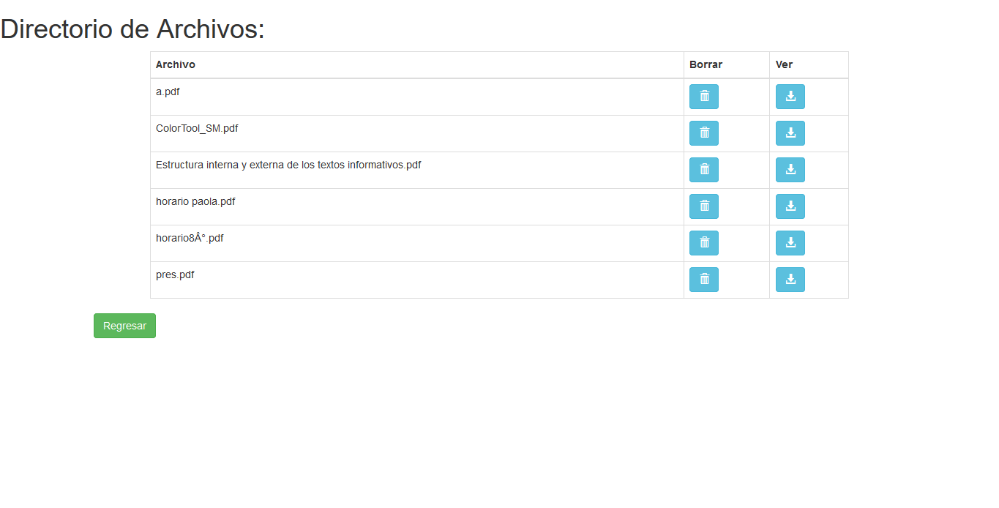 Directorio de Archivos:
Archivo Borrar Ver
a.pdf
ColorTool_SM.pdf
Estructura interna y externa de los textos informativos.pdf
horario paola.pdf
horario8Â°.pdf
pres.pdf
Regresar